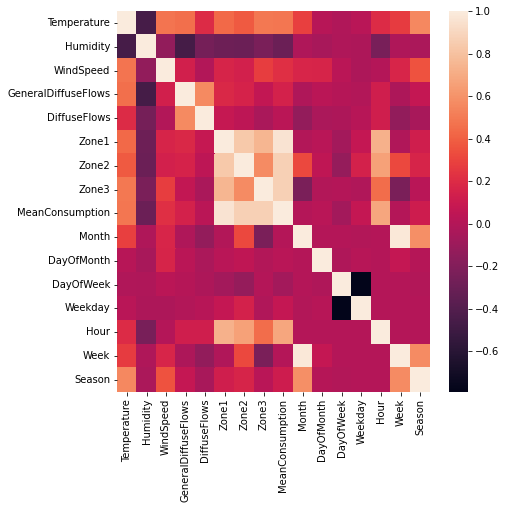 Temperature
Humidity
WindSpeed
GeneralDiffuseFlows
DiffuseFlows
Zone1
Zone2
Zone3
MeanConsumption
Month
DayOfMonth
DayOfWeek
Weekday
Hour
Week
Season
Temperature
Humidity
WindSpeed
GeneralDiffuseFlows
DiffuseFlows
Zone1
Zone2
Zone3
MeanConsumption
Month
DayOfMonth
DayOfWeek
Weekday
Hour
Week
Season
1.0
0.8
0.6
0.4
0.2
0.0
−0.2
−0.4
−0.6